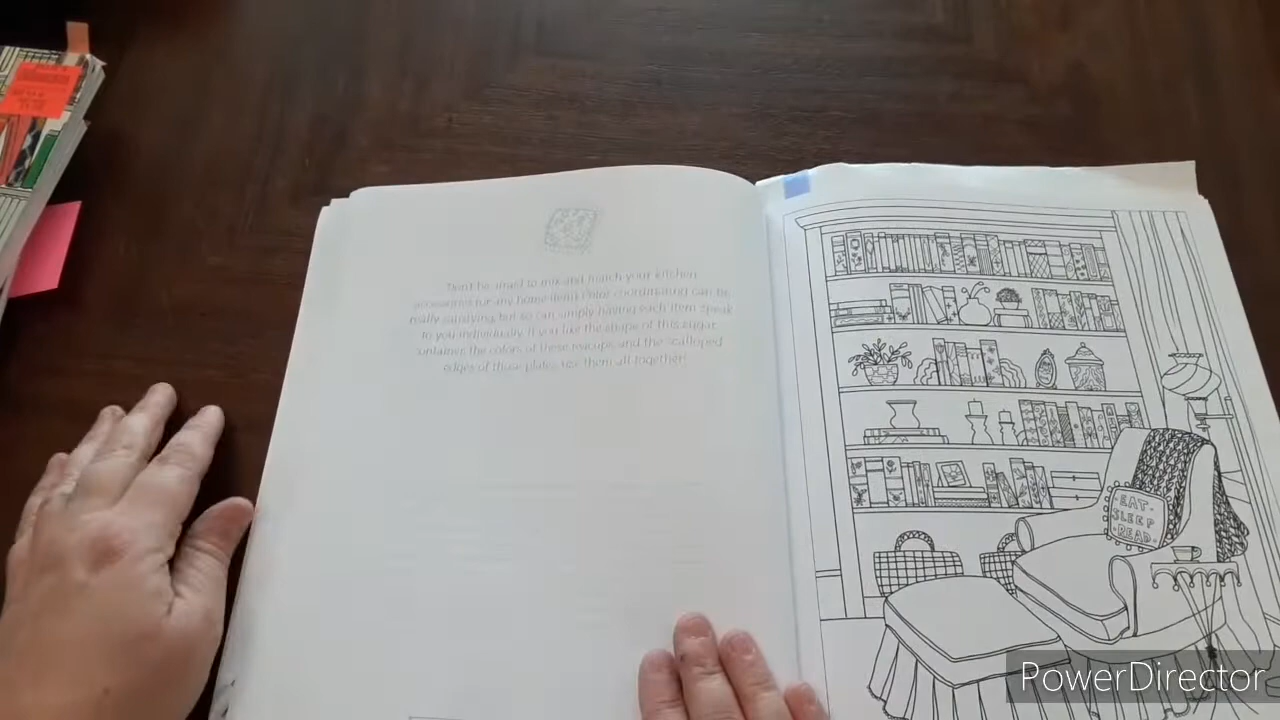 Don't be afraid to mix and match your kitchen
accessories (or any home item). Color coordinating can be
really satisfying, but so can simply having each item speak
to you individually. If you like the shape of this sugar
container, the colors of these teacups, and the scalloped
edges of those plates, use them all together!
EAT
SLEEP
READ
PowerDirector